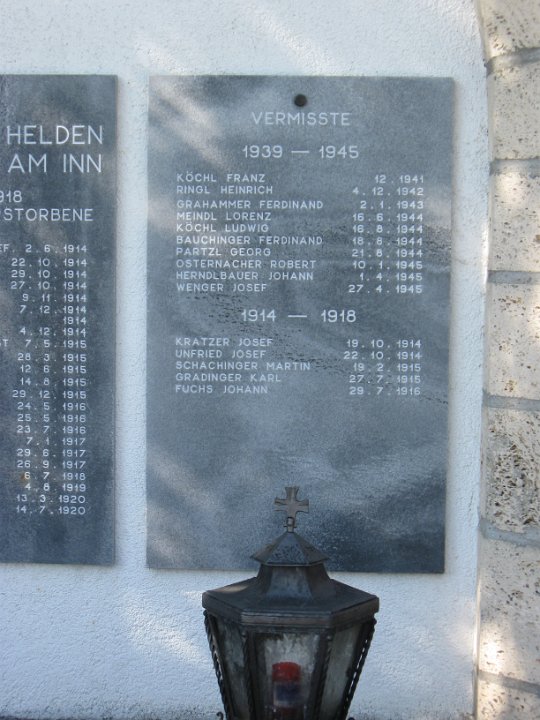 HELDEN
AM INN
1918
STORBENE
EF. 2.6.1914
22.10.1914
29.10.1914
27.10.1914
9.11.1914
7.12.1914
1914
4.12.1914
ST 7.5.1915
28.3.1915
12.6.1915
14.8.1915
29.12.1915
24.5.1916
25.5.1916
23.7.1916
7.1.1917
29.6.1917
26.9.1917
6.7.1918
4.8.1919
13.3.1920
14.7.1920
VERMISSTE
1939 — 1945
KÖCHL FRANZ 12.1941
RINGL HEINRICH 4.12.1942
GRAHAMMER FERDINAND 2.1.1943
MEINDL LORENZ 16.6.1944
KÖCHL LUDWIG 16.8.1944
BAUCHINGER FERDINAND 18.8.1944
PARTZL GEORG 21.8.1944
OSTERNACHER ROBERT 10.1.1945
HERNDLBAUER JOHANN 1.4.1945
WENGER JOSEF 27.4.1945
1914 — 1918
KRATZER JOSEF 19.10.1914
UNFRIED JOSEF 22.10.1914
SCHACHINGER MARTIN 19.2.1915
GRADINGER KARL 27.7.1915
FUCHS JOHANN 29.7.1916